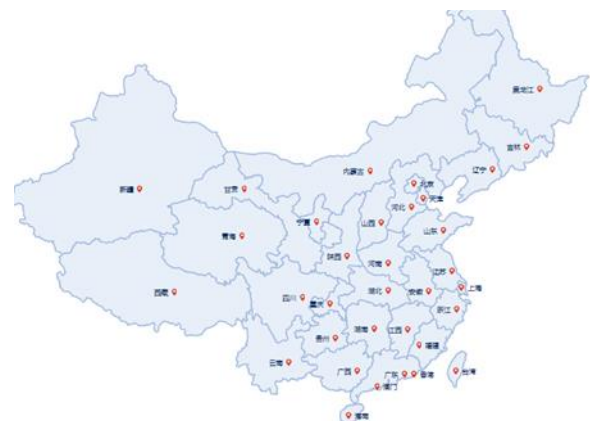 黑龙江
吉林
辽宁
内蒙古
北京
天津
新疆
甘肃
河北
宁夏
山西
山东
青海
陕西
河南
江苏
西藏
四川
重庆
湖北
安徽
上海
浙江
贵州
湖南
江西
福建
云南
广西
广东
香港
台湾
澳门
海南